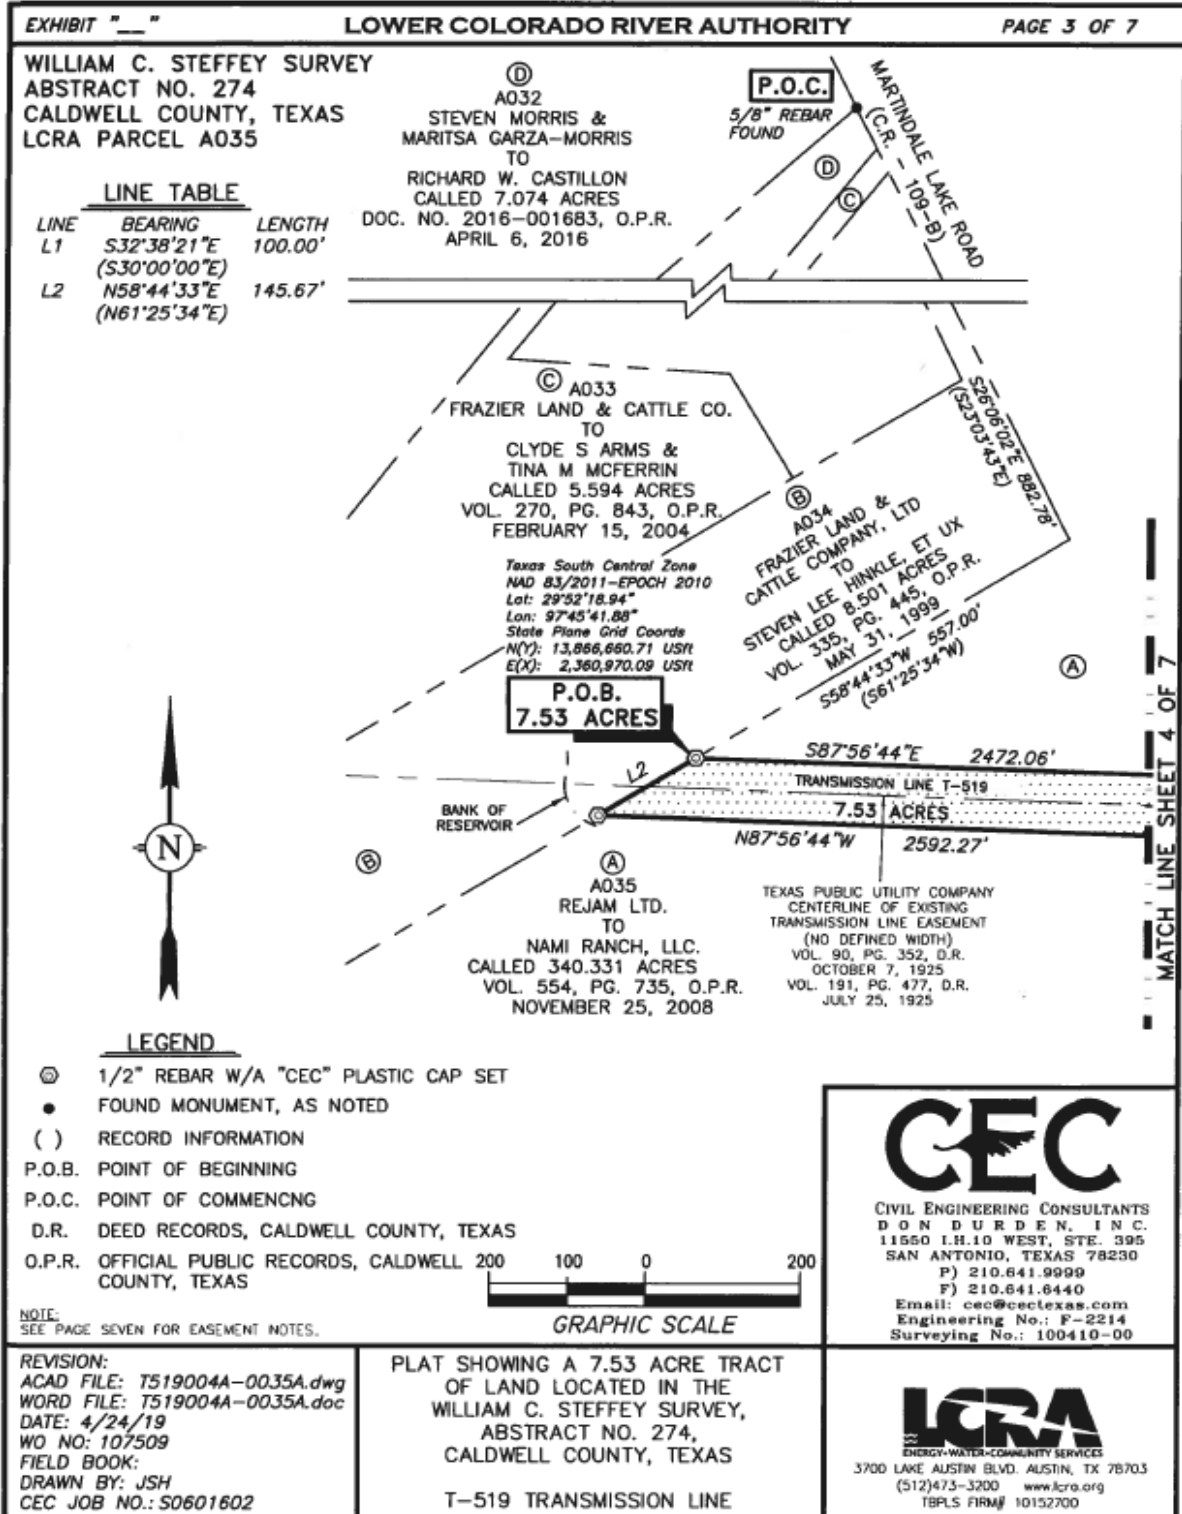 EXHIBIT "__"
LOWER COLORADO RIVER AUTHORITY
PAGE 3 OF 7
WILLIAM C. STEFFEY SURVEY
ABSTRACT NO. 274
CALDWELL COUNTY, TEXAS
LCRA PARCEL A035
LINE TABLE
LINE BEARING LENGTH
L1 S32°38'21"E 100.00'
(S30°00'00"E)
L2 N58°44'33"E 145.67'
(N61°25'34"E)
D
A032
STEVEN MORRIS &
MARITSA GARZA-MORRIS
TO
RICHARD W. CASTILLON
CALLED 7.074 ACRES
DOC. NO. 2016-001683, O.P.R.
APRIL 6, 2016
P.O.C.
5/8" REBAR
FOUND
MARTINDALE LAKE ROAD
(C.R. - 109-B)
D
C
C
A033
FRAZIER LAND & CATTLE CO.
TO
CLYDE S ARMS &
TINA M MCFERRIN
CALLED 5.594 ACRES
VOL. 270, PG. 843, O.P.R.
FEBRUARY 15, 2004
S26°06'02"E 882.78'
(S23°03'43"E)
B
A034
FRAZIER LAND &
CATTLE COMPANY, LTD
TO
STEVEN LEE HINKLE, ET UX
CALLED 8.501 ACRES
VOL. 335, PG. 445, O.P.R.
MAY 31, 1999
S58°44'33"W 557.00'
(S61°25'34"W)
Texas South Central Zone
NAD 83/2011-EPOCH 2010
Lat: 29°52'18.94"
Lon: 97°45'41.88"
State Plane Grid Coords
N(Y): 13,866,660.71 USft
E(X): 2,360,970.09 USft
P.O.B.
7.53 ACRES
A
L2
S87°56'44"E 2472.06'
TRANSMISSION LINE T-519
7.53 ACRES
N87°56'44"W 2592.27'
BANK OF
RESERVOIR
B
A
A035
REJAM LTD.
TO
NAMI RANCH, LLC.
CALLED 340.331 ACRES
VOL. 554, PG. 735, O.P.R.
NOVEMBER 25, 2008
TEXAS PUBLIC UTILITY COMPANY
CENTERLINE OF EXISTING
TRANSMISSION LINE EASEMENT
(NO DEFINED WIDTH)
VOL. 90, PG. 352, D.R.
OCTOBER 7, 1925
VOL. 191, PG. 477, D.R.
JULY 25, 1925
MATCH LINE SHEET 4 OF 7
N
LEGEND
1/2" REBAR W/A "CEC" PLASTIC CAP SET
FOUND MONUMENT, AS NOTED
( ) RECORD INFORMATION
P.O.B. POINT OF BEGINNING
P.O.C. POINT OF COMMENCNG
D.R. DEED RECORDS, CALDWELL COUNTY, TEXAS
O.P.R. OFFICIAL PUBLIC RECORDS, CALDWELL
COUNTY, TEXAS
200 100 0 200
GRAPHIC SCALE
NOTE:
SEE PAGE SEVEN FOR EASEMENT NOTES.
CEC
CIVIL ENGINEERING CONSULTANTS
DON DURDEN, INC.
11550 I.H.10 WEST, STE. 395
SAN ANTONIO, TEXAS 78230
P) 210.641.9999
F) 210.641.6440
Email: cec@cectexas.com
Engineering No.: F-2214
Surveying No.: 100410-00
REVISION:
ACAD FILE: T519004A-0035A.dwg
WORD FILE: T519004A-0035A.doc
DATE: 4/24/19
WO NO: 107509
FIELD BOOK:
DRAWN BY: JSH
CEC JOB NO.: S0601602
PLAT SHOWING A 7.53 ACRE TRACT
OF LAND LOCATED IN THE
WILLIAM C. STEFFEY SURVEY,
ABSTRACT NO. 274,
CALDWELL COUNTY, TEXAS
T-519 TRANSMISSION LINE
LCRA
ENERGY•WATER•COMMUNITY SERVICES
3700 LAKE AUSTIN BLVD. AUSTIN, TX 78703
(512)473-3200 www.lcra.org
TBPLS FIRM# 10152700